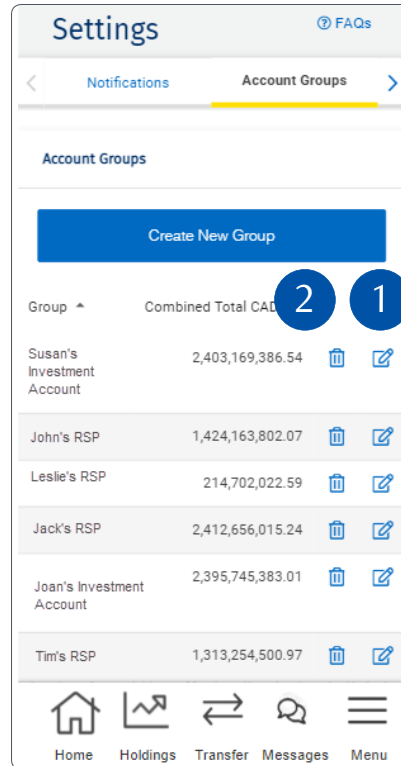 Settings
FAQs
Notifications
Account Groups
Account Groups
Create New Group
2
1
Group
Combined Total CAD
Susan's
Investment
Account
2,403,169,386.54
John's RSP
1,424,163,802.07
Leslie's RSP
214,702,022.59
Jack's RSP
2,412,656,015.24
Joan's Investment
Account
2,395,745,383.01
Tim's RSP
1,313,254,500.97
Home
Holdings
Transfer
Messages
Menu